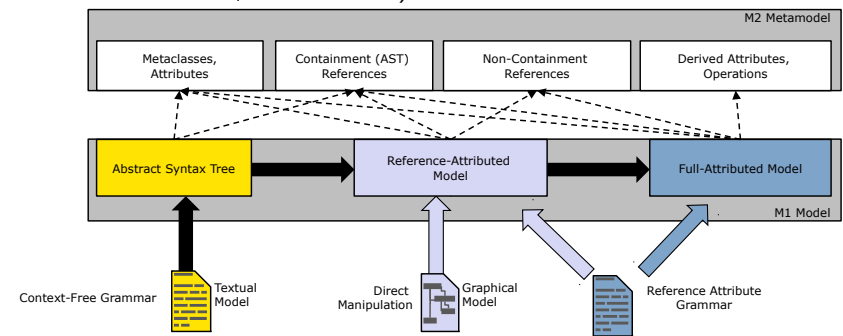 M2 Metamodel
Metaclasses,
Attributes
Containment (AST)
References
Non-Containment
References
Derived Attributes,
Operations
Abstract Syntax Tree
Reference-Attributed
Model
Full-Attributed Model
M1 Model
Context-Free Grammar
Textual
Model
Direct
Manipulation
Graphical
Model
Reference Attribute
Grammar